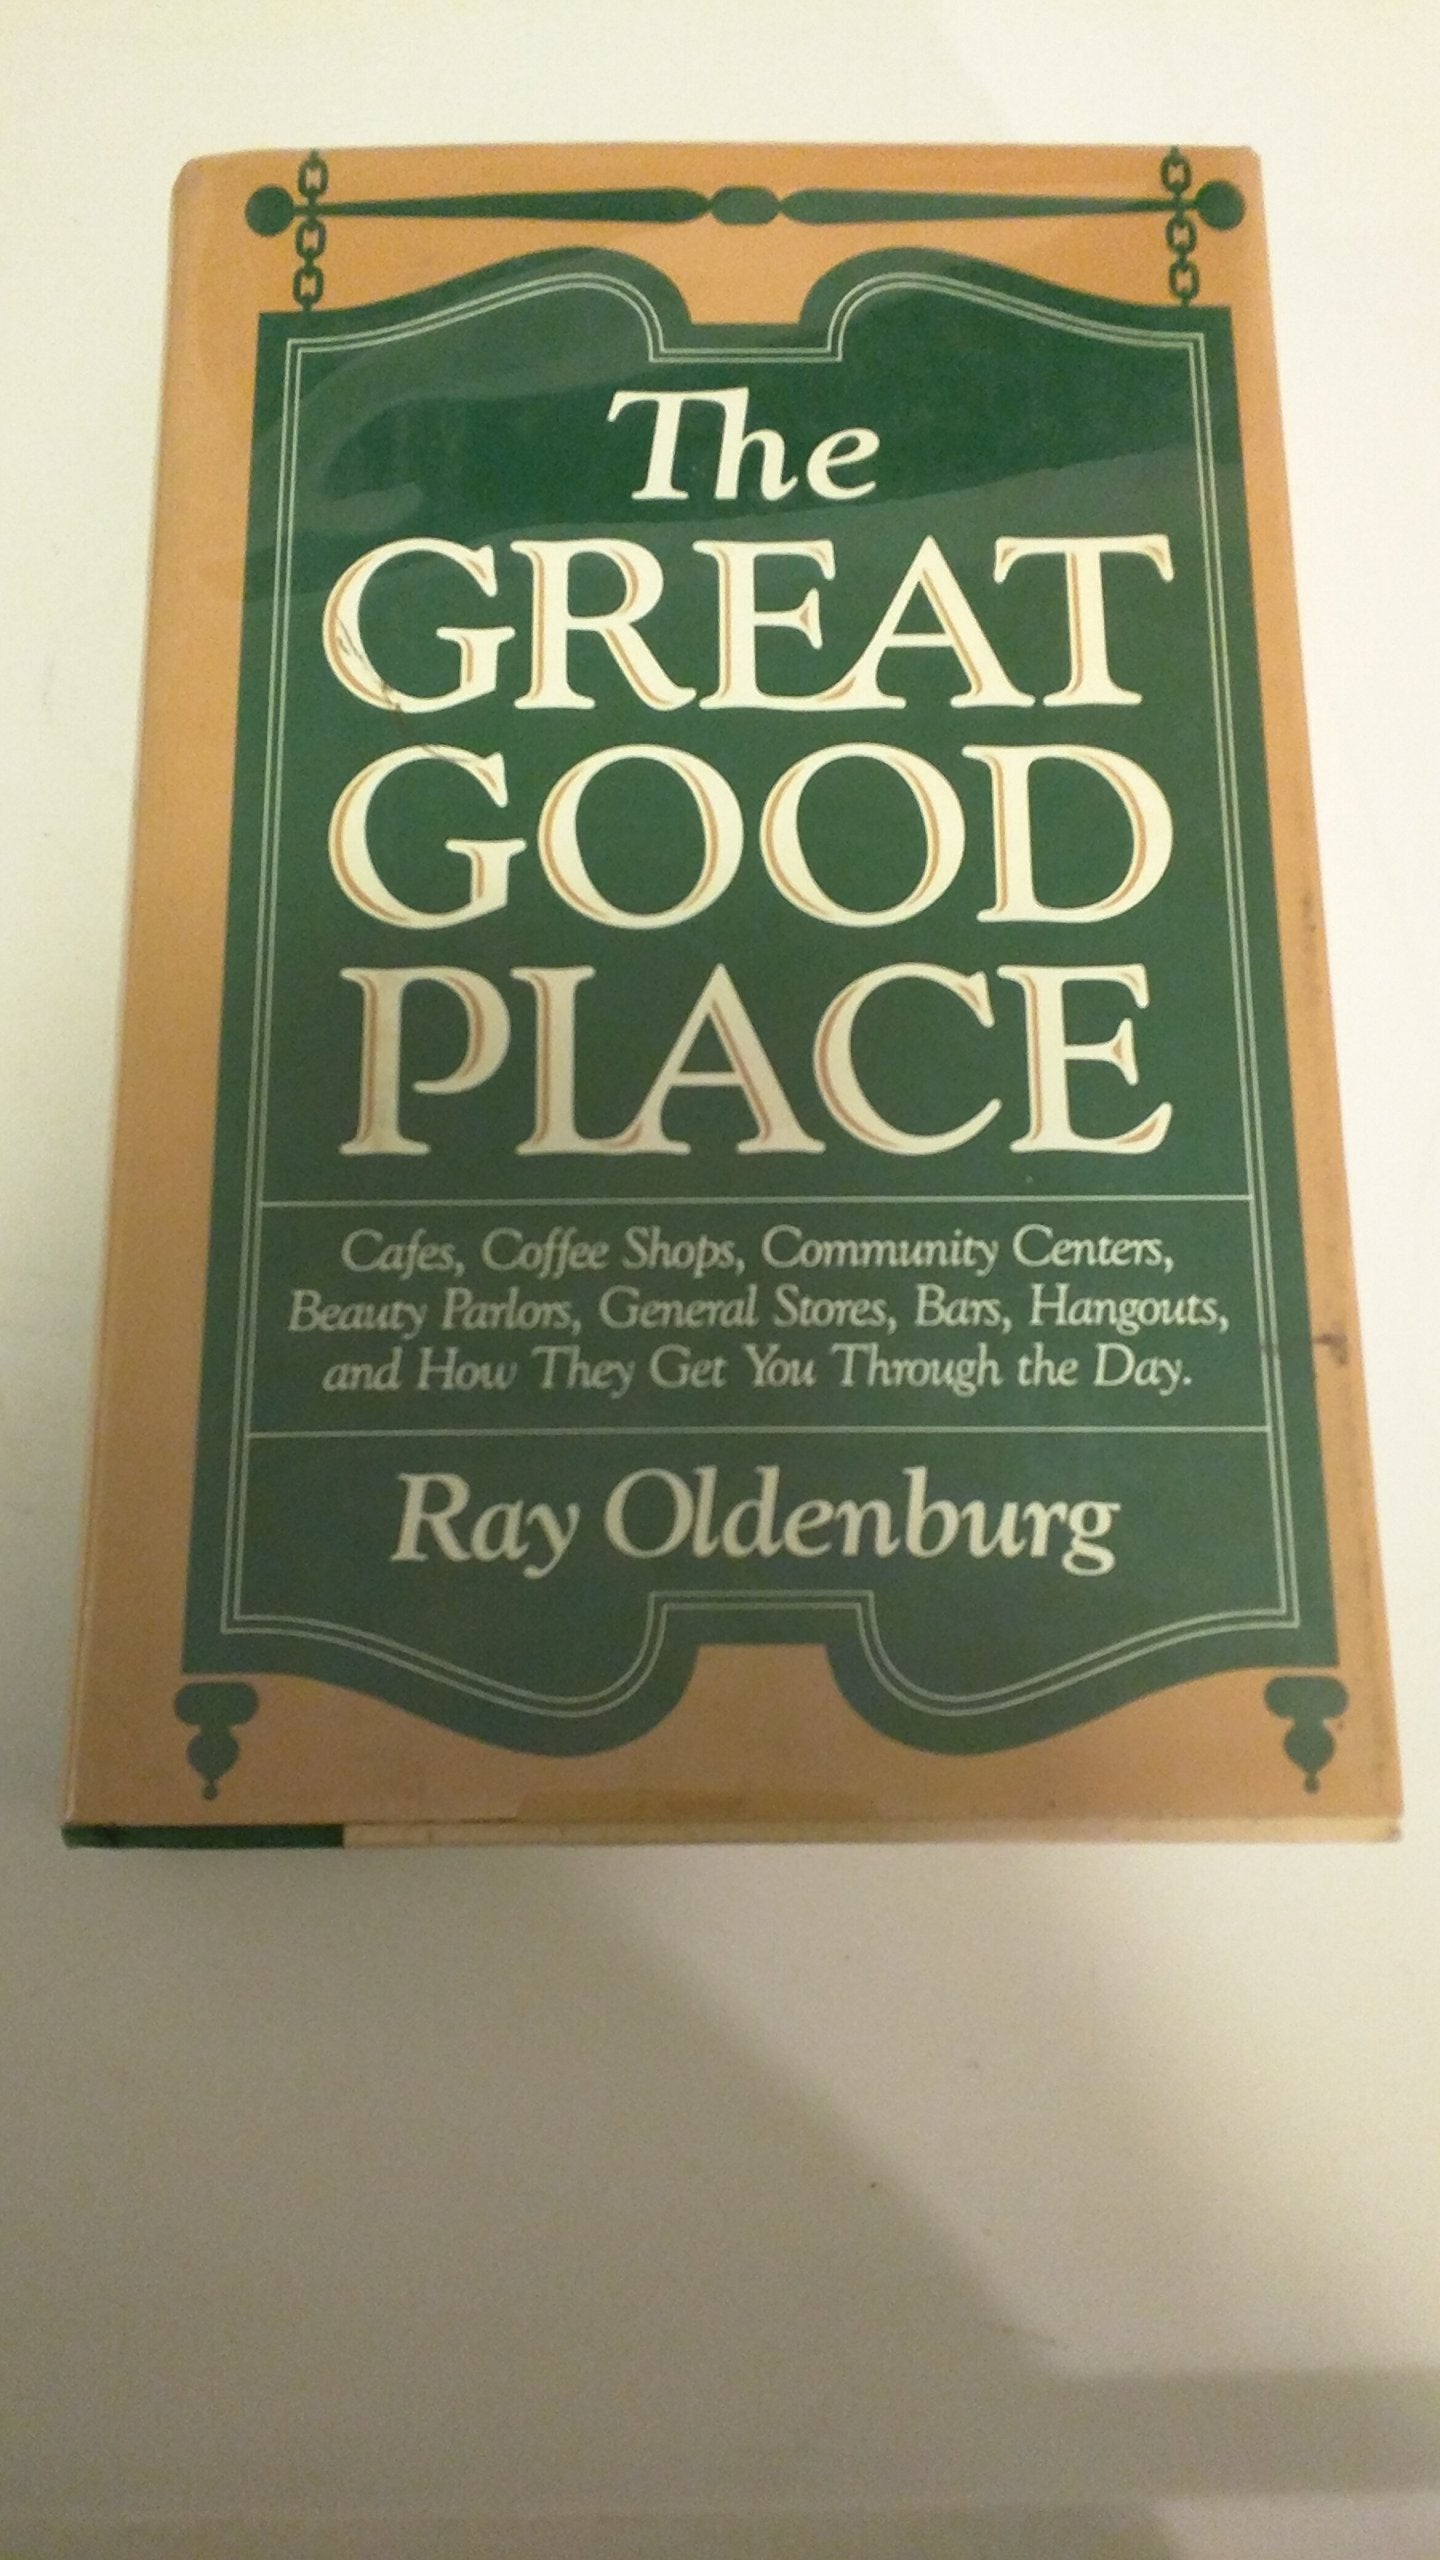 The
GREAT
GOOD
PLACE
Cafes, Coffee Shops, Community Centers,
Beauty Parlors, General Stores, Bars, Hangouts,
and How They Get You Through the Day.
Ray Oldenburg